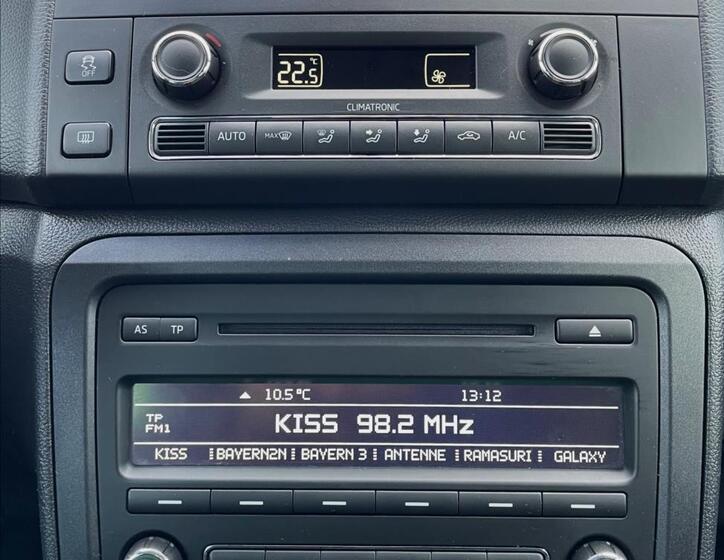 22.5 °C
OFF
CLIMATRONIC
AUTO MAX A/C
AS TP
10.5°C 13:12
TP
FM1
KISS 98.2 MHz
KISS BAYERN2N BAYERN 3 ANTENNE RAMASURI GALAXY